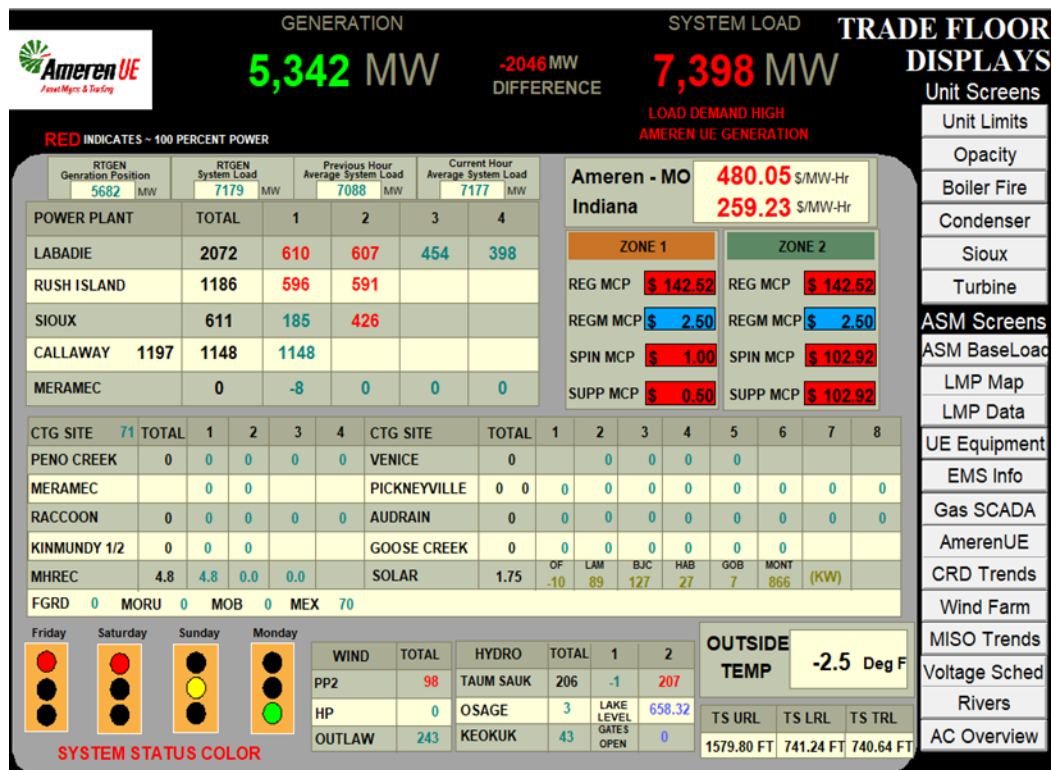 GENERATION
SYSTEM LOAD
TRADE FLOOR
DISPLAYS
Ameren UE
Asset Mgmt & Trading
5,342 MW
-2046 MW
DIFFERENCE
7,398 MW
LOAD DEMAND HIGH
AMEREN UE GENERATION
RED INDICATES ~ 100 PERCENT POWER
RTGEN
Genration Position
5682 MW
RTGEN
System Load
7179 MW
Previous Hour
Average System Load
7088 MW
Current Hour
Average System Load
7177 MW
Ameren - MO 480.05 $/MW-Hr
Indiana 259.23 $/MW-Hr
POWER PLANT TOTAL 1 2 3 4
LABADIE 2072 610 607 454 398
RUSH ISLAND 1186 596 591
SIOUX 611 185 426
CALLAWAY 1197 1148 1148
MERAMEC 0 -8 0 0 0
ZONE 1
REG MCP $ 142.52
REGM MCP $ 2.50
SPIN MCP $ 1.00
SUPP MCP $ 0.50
ZONE 2
REG MCP $ 142.52
REGM MCP $ 2.50
SPIN MCP $ 102.92
SUPP MCP $ 102.92
CTG SITE 71 TOTAL 1 2 3 4 CTG SITE TOTAL 1 2 3 4 5 6 7 8
PENO CREEK 0 0 0 0 0 VENICE 0 0 0 0 0
MERAMEC 0 0 PICKNEYVILLE 0 0 0 0 0 0 0 0 0 0
RACCOON 0 0 0 0 0 AUDRAIN 0 0 0 0 0 0 0 0 0
KINMUNDY 1/2 0 0 0 GOOSE CREEK 0 0 0 0 0 0 0
OF LAM BJC HAB GOB MONT
MHREC 4.8 4.8 0.0 0.0 SOLAR 1.75 -10 89 127 27 7 866 (KW)
FGRD 0 MORU 0 MOB 0 MEX 70
Friday Saturday Sunday Monday
SYSTEM STATUS COLOR
WIND TOTAL
PP2 98
HP 0
OUTLAW 243
HYDRO TOTAL 1 2
TAUM SAUK 206 -1 207
OSAGE 3 LAKE LEVEL 658.32
KEOKUK 43 GATES OPEN 0
OUTSIDE
TEMP
-2.5 Deg F
TS URL TS LRL TS TRL
1579.80 FT 741.24 FT 740.64 FT
Unit Screens
Unit Limits
Opacity
Boiler Fire
Condenser
Sioux
Turbine
ASM Screens
ASM BaseLoad
LMP Map
LMP Data
UE Equipment
EMS Info
Gas SCADA
AmerenUE
CRD Trends
Wind Farm
MISO Trends
Voltage Sched
Rivers
AC Overview